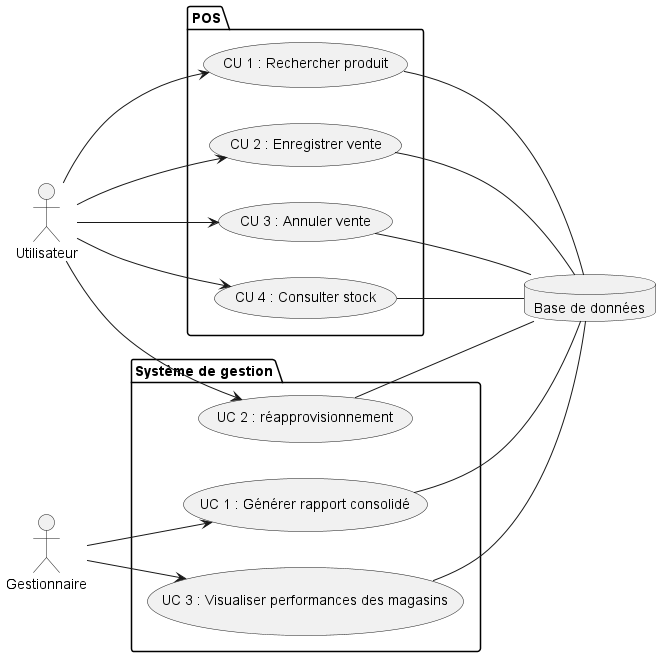 POS
CU 1 : Rechercher produit
CU 2 : Enregistrer vente
CU 3 : Annuler vente
Utilisateur
CU 4 : Consulter stock
Base de données
Système de gestion
UC 2 : réapprovisionnement
UC 1 : Générer rapport consolidé
Gestionnaire
UC 3 : Visualiser performances des magasins